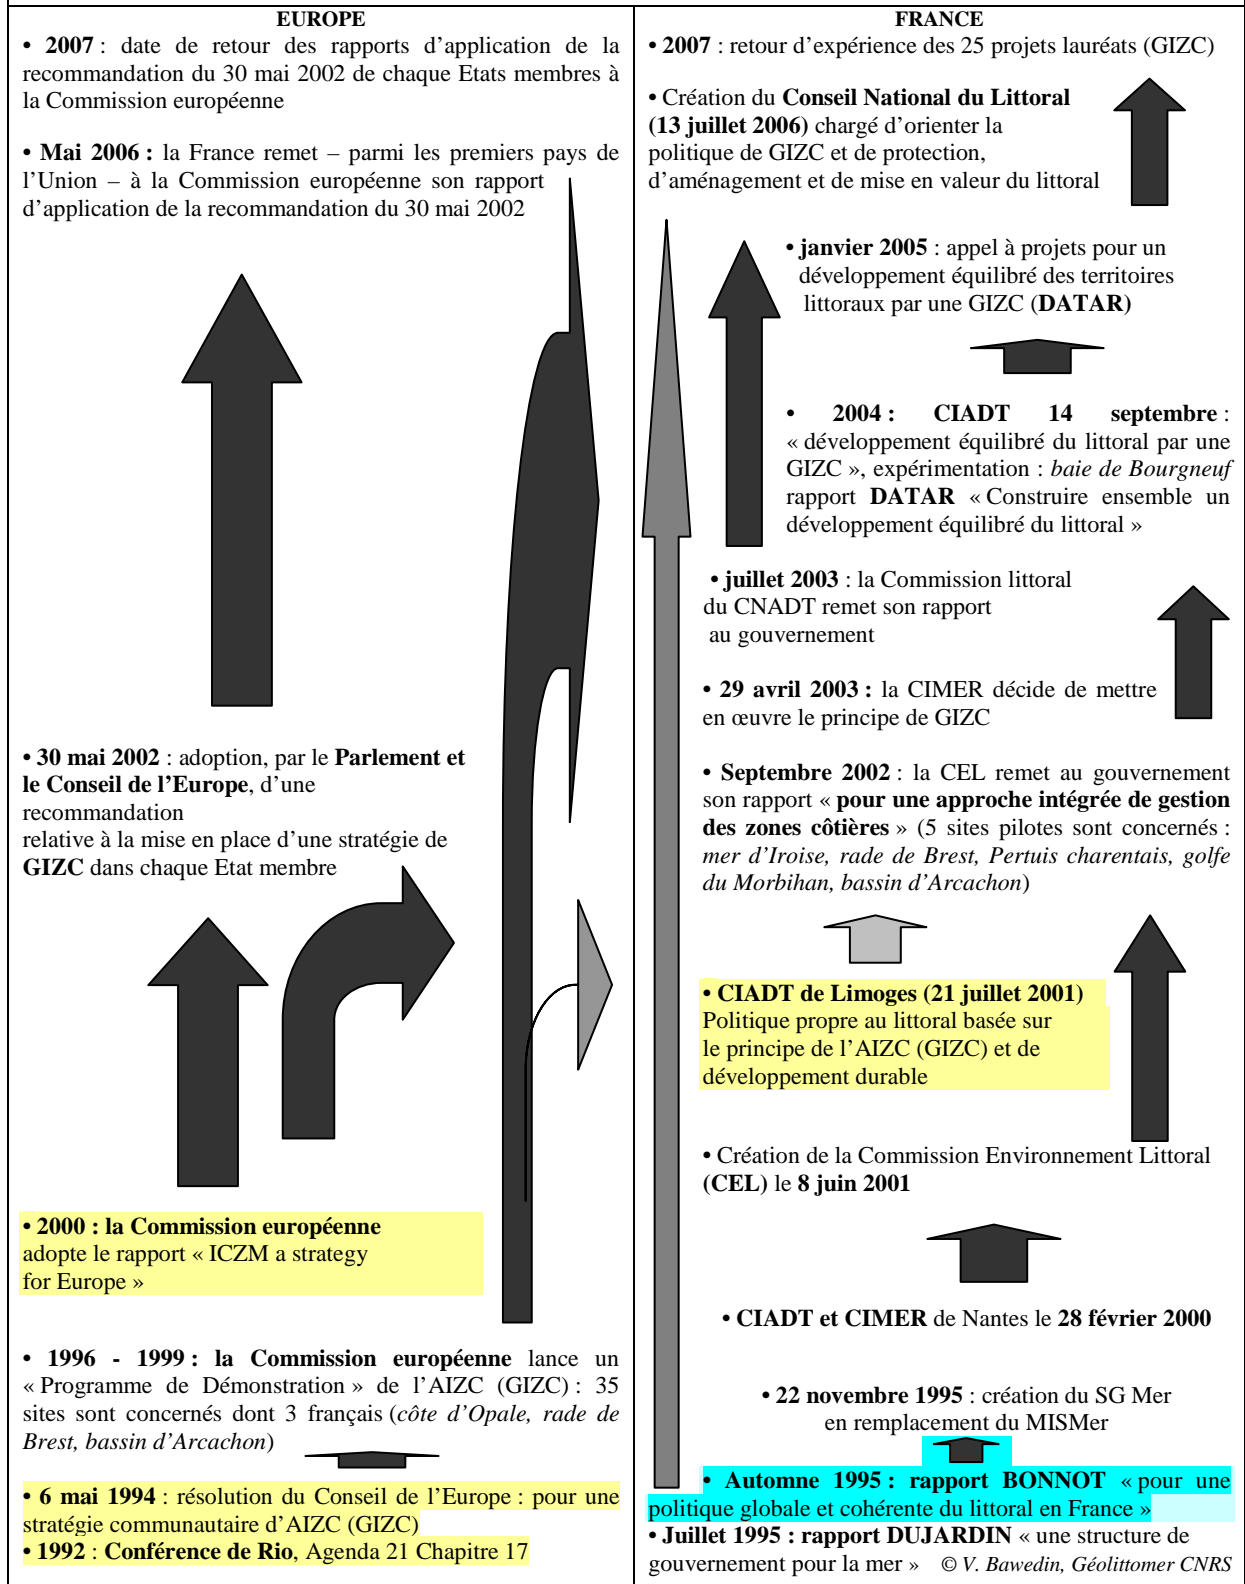 EUROPE
• 2007 : date de retour des rapports d’application de la
recommandation du 30 mai 2002 de chaque Etats membres à
la Commission européenne
• Mai 2006 : la France remet – parmi les premiers pays de
l’Union – à la Commission européenne son rapport
d’application de la recommandation du 30 mai 2002
• 30 mai 2002 : adoption, par le Parlement et
le Conseil de l’Europe, d’une
recommandation
relative à la mise en place d’une stratégie de
GIZC dans chaque Etat membre
• 2000 : la Commission européenne
adopte le rapport « ICZM a strategy
for Europe »
• 1996 - 1999 : la Commission européenne lance un
« Programme de Démonstration » de l’AIZC (GIZC) : 35
sites sont concernés dont 3 français (côte d’Opale, rade de
Brest, bassin d’Arcachon)
• 6 mai 1994 : résolution du Conseil de l’Europe : pour une
stratégie communautaire d’AIZC (GIZC)
• 1992 : Conférence de Rio, Agenda 21 Chapitre 17
FRANCE
• 2007 : retour d’expérience des 25 projets lauréats (GIZC)
• Création du Conseil National du Littoral
(13 juillet 2006) chargé d’orienter la
politique de GIZC et de protection,
d’aménagement et de mise en valeur du littoral
• janvier 2005 : appel à projets pour un
développement équilibré des territoires
littoraux par une GIZC (DATAR)
• 2004 : CIADT 14 septembre :
« développement équilibré du littoral par une
GIZC », expérimentation : baie de Bourgneuf
rapport DATAR « Construire ensemble un
développement équilibré du littoral »
• juillet 2003 : la Commission littoral
du CNADT remet son rapport
au gouvernement
• 29 avril 2003 : la CIMER décide de mettre
en œuvre le principe de GIZC
• Septembre 2002 : la CEL remet au gouvernement
son rapport « pour une approche intégrée de gestion
des zones côtières » (5 sites pilotes sont concernés :
mer d’Iroise, rade de Brest, Pertuis charentais, golfe
du Morbihan, bassin d’Arcachon)
• CIADT de Limoges (21 juillet 2001)
Politique propre au littoral basée sur
le principe de l’AIZC (GIZC) et de
développement durable
• Création de la Commission Environnement Littoral
(CEL) le 8 juin 2001
• CIADT et CIMER de Nantes le 28 février 2000
• 22 novembre 1995 : création du SG Mer
en remplacement du MISMer
• Automne 1995 : rapport BONNOT « pour une
politique globale et cohérente du littoral en France »
• Juillet 1995 : rapport DUJARDIN « une structure de
gouvernement pour la mer » © V. Bawedin, Géolittomer CNRS